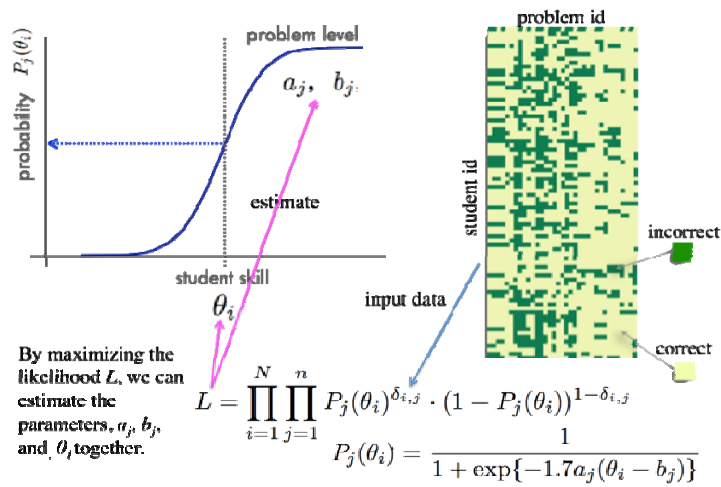 problem id
problem level
a_j, b_j
probability P_j(θ_i)
student id
estimate
incorrect
student skill
θ_i
input data
correct
By maximizing the
likelihood L, we can
estimate the
parameters, a_j, b_j,
and, θ_i together.
L = ∏_{i=1}^{N} ∏_{j=1}^{n} P_j(θ_i)^{δ_{i,j}} · (1 − P_j(θ_i))^{1−δ_{i,j}}
P_j(θ_i) = 1 / (1 + exp{−1.7a_j(θ_i − b_j)})